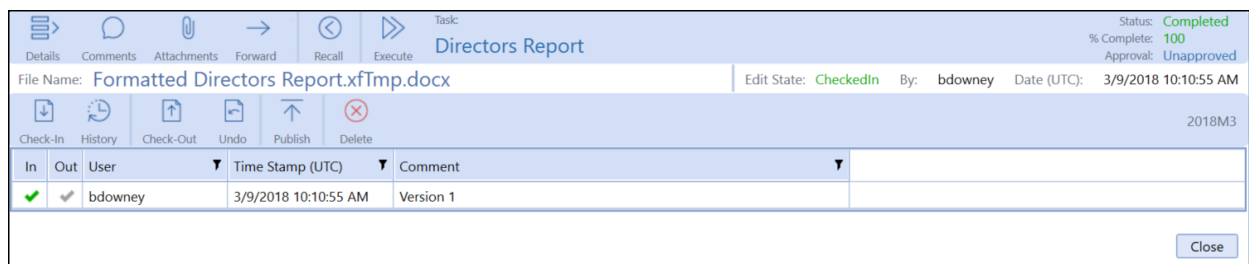 Task:
Directors Report
Status: Completed
% Complete: 100
Approval: Unapproved
Details Comments Attachments Forward Recall Execute
File Name: Formatted Directors Report.xfTmp.docx Edit State: CheckedIn By: bdowney Date (UTC): 3/9/2018 10:10:55 AM
Check-In History Check-Out Undo Publish Delete
2018M3
In Out User Time Stamp (UTC) Comment
bdowney 3/9/2018 10:10:55 AM Version 1
Close